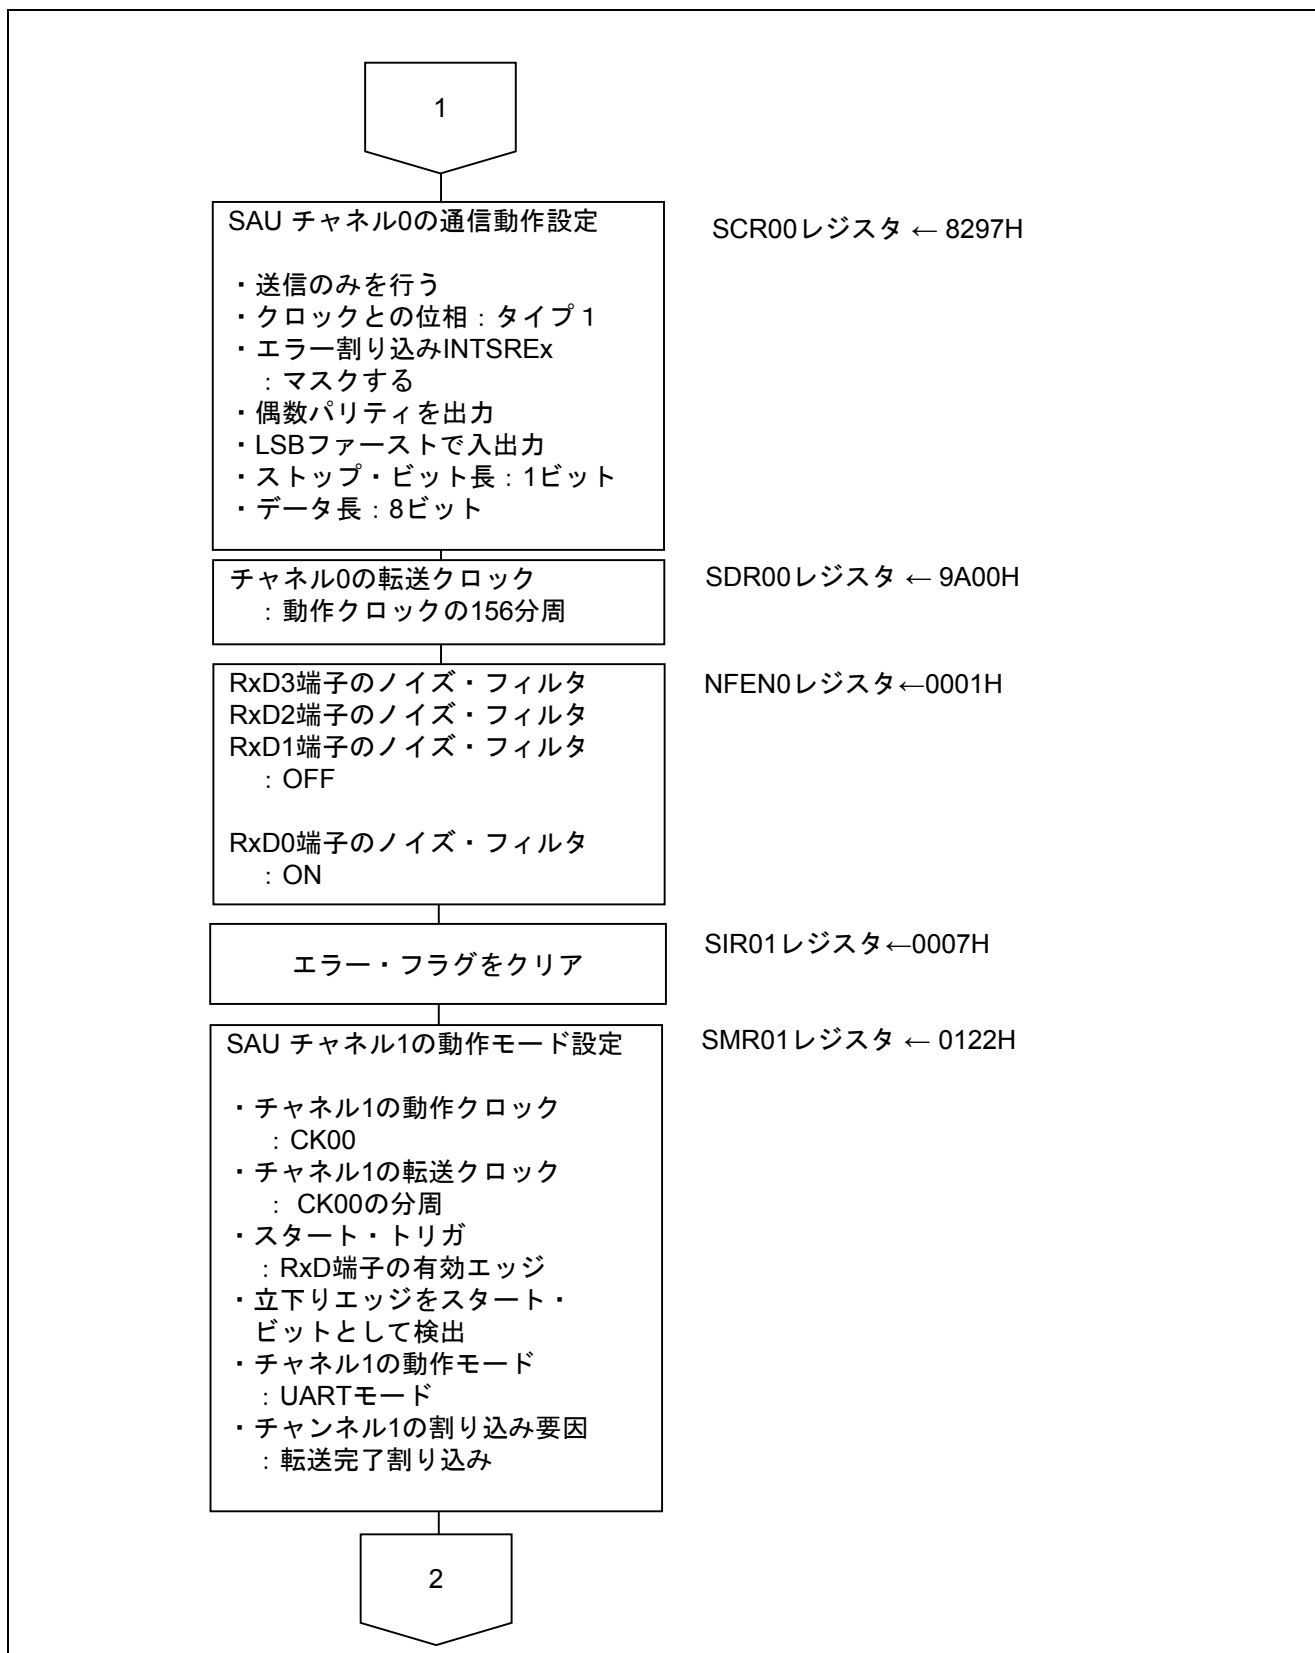 1
SAU チャネル0の通信動作設定
SCR00レジスタ ← 8297H
・送信のみを行う
・クロックとの位相：タイプ１
・エラー割り込みINTSREx
：マスクする
・偶数パリティを出力
・LSBファーストで入出力
・ストップ・ビット長：1ビット
・データ長：8ビット
チャネル0の転送クロック
：動作クロックの156分周
SDR00レジスタ ← 9A00H
RxD3端子のノイズ・フィルタ
RxD2端子のノイズ・フィルタ
RxD1端子のノイズ・フィルタ
：OFF
RxD0端子のノイズ・フィルタ
：ON
NFEN0レジスタ←0001H
エラー・フラグをクリア
SIR01レジスタ←0007H
SAU チャネル1の動作モード設定
SMR01レジスタ ← 0122H
・チャネル1の動作クロック
：CK00
・チャネル1の転送クロック
： CK00の分周
・スタート・トリガ
：RxD端子の有効エッジ
・立下りエッジをスタート・
ビットとして検出
・チャネル1の動作モード
：UARTモード
・チャンネル1の割り込み要因
：転送完了割り込み
2